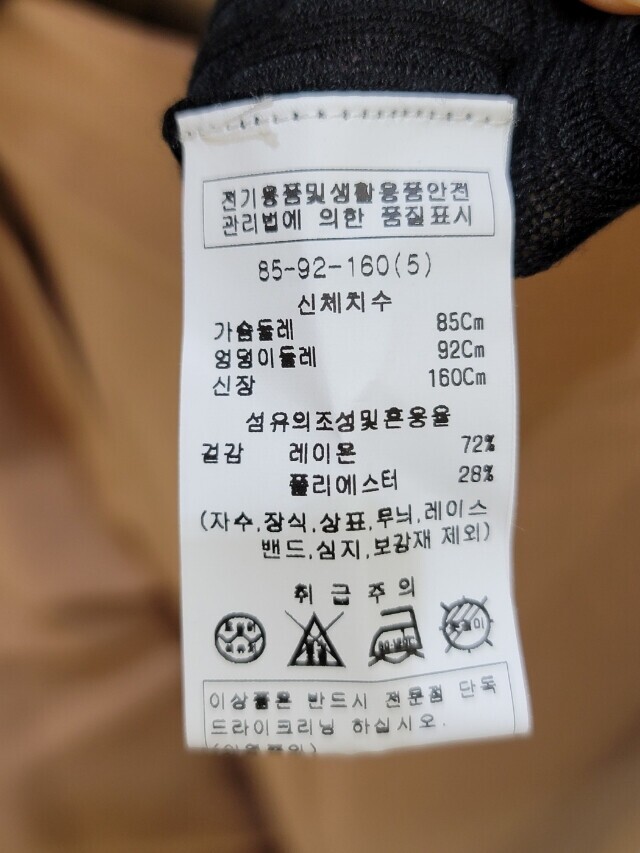 전기용품및생활용품안전
관리법에 의한 품질표시
85-92-160(5)
신체치수
가슴둘레 85Cm
엉덩이둘레 92Cm
신장 160Cm
섬유의조성및혼용율
겉감 레이욘 72%
폴리에스터 28%
(자수,장식,상표,무늬,레이스
밴드,심지,보강재 제외)
취급주의
80-120℃
이상품은 반드시 전문점 단독
드라이크리닝 하십시오.